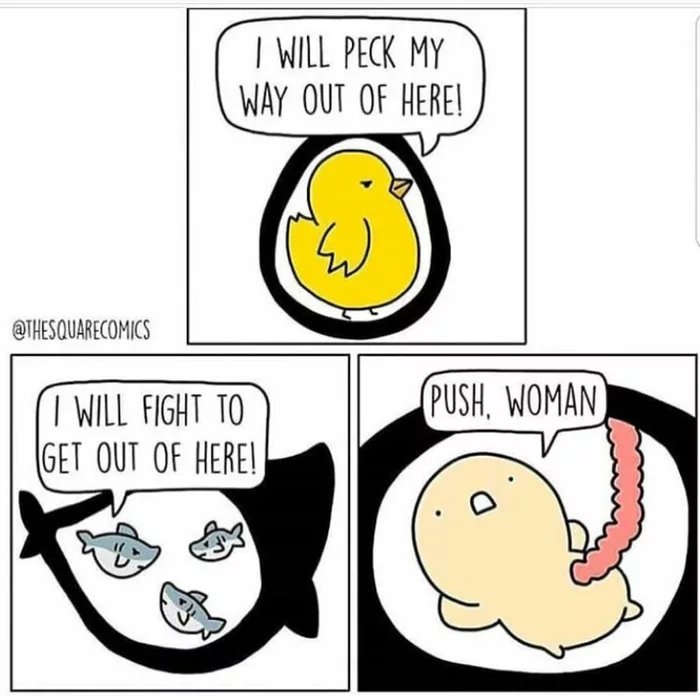 I WILL PECK MY
WAY OUT OF HERE!
@THESQUARECOMICS
I WILL FIGHT TO
GET OUT OF HERE!
PUSH, WOMAN